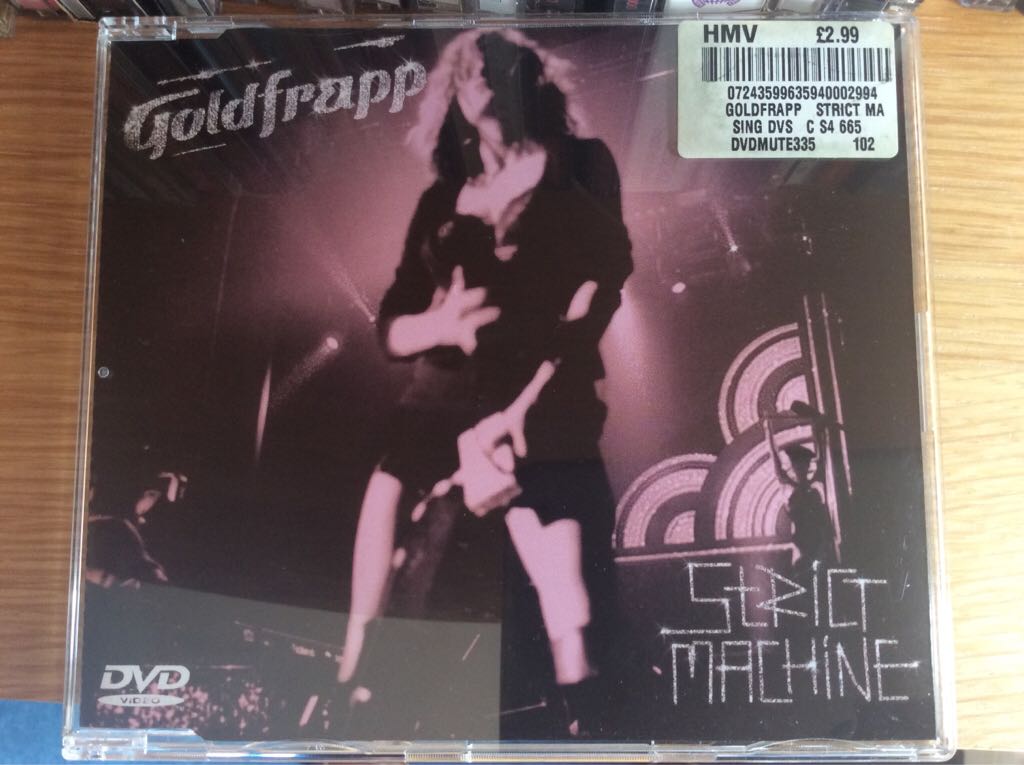 Goldfrapp
HMV £2.99
07243599635940002994
GOLDFRAPP STRICT MA
SING DVS C S4 665
DVDMUTE335 102
STRiCT
MACHiNE
DVD
VIDEO